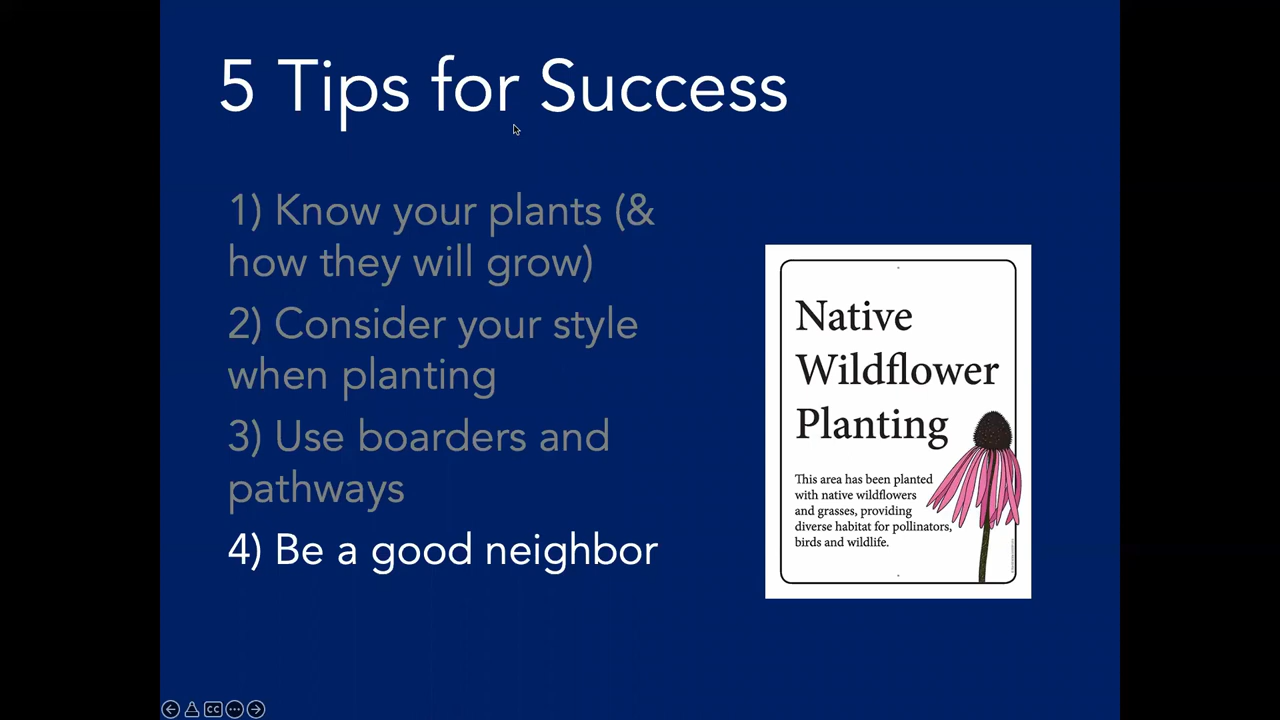 5 Tips for Success
1) Know your plants (&
how they will grow)
2) Consider your style
when planting
3) Use boarders and
pathways
4) Be a good neighbor
Native
Wildflower
Planting
This area has been planted
with native wildflowers
and grasses, providing
diverse habitat for pollinators,
birds and wildlife.
CC